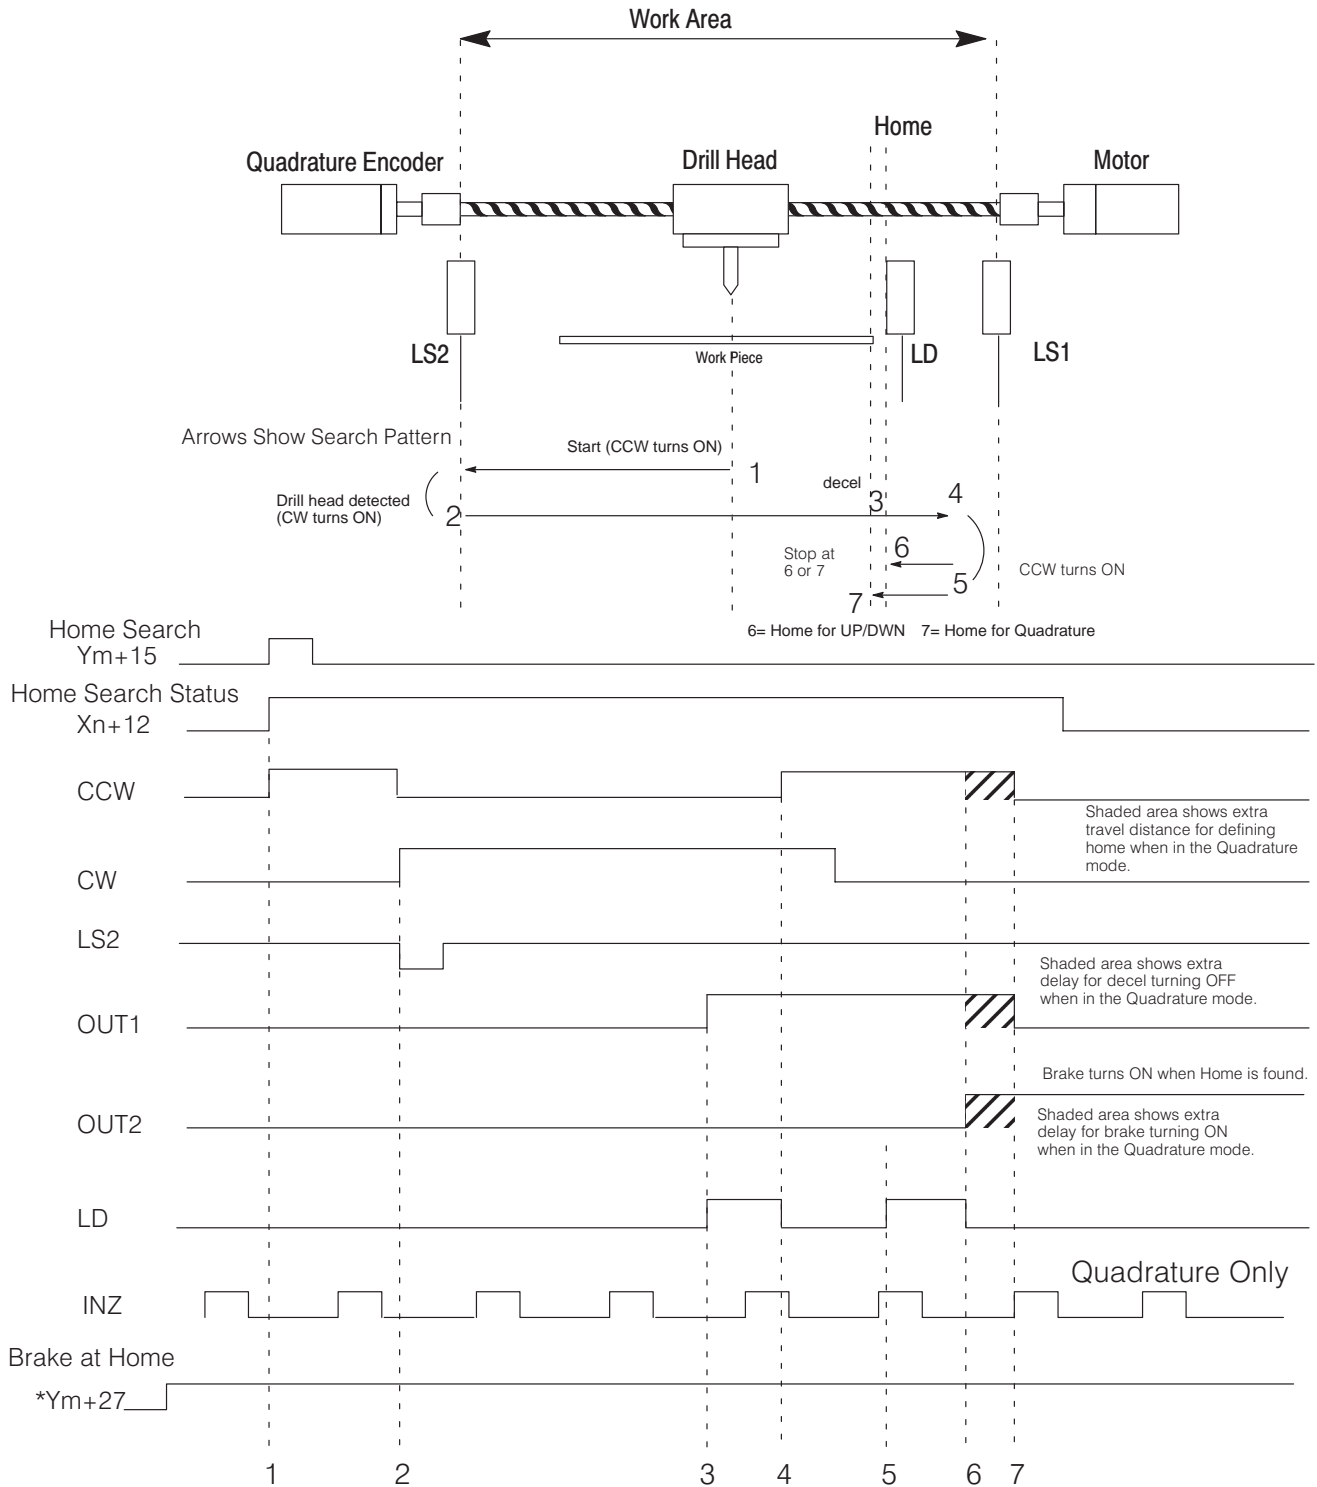 Work Area
Home
Quadrature Encoder
Drill Head
Motor
LS2
Work Piece
LD
LS1
Arrows Show Search Pattern
Start (CCW turns ON)
1
decel
3
4
Drill head detected
(CW turns ON)
2
Stop at
6 or 7
6
5
CCW turns ON
7
6= Home for UP/DWN 7= Home for Quadrature
Home Search
Ym+15
Home Search Status
Xn+12
CCW
Shaded area shows extra
travel distance for defining
home when in the Quadrature
mode.
CW
LS2
Shaded area shows extra
delay for decel turning OFF
when in the Quadrature mode.
OUT1
Brake turns ON when Home is found.
OUT2
Shaded area shows extra
delay for brake turning ON
when in the Quadrature mode.
LD
Quadrature Only
INZ
Brake at Home
*Ym+27
1 2 3 4 5 6 7